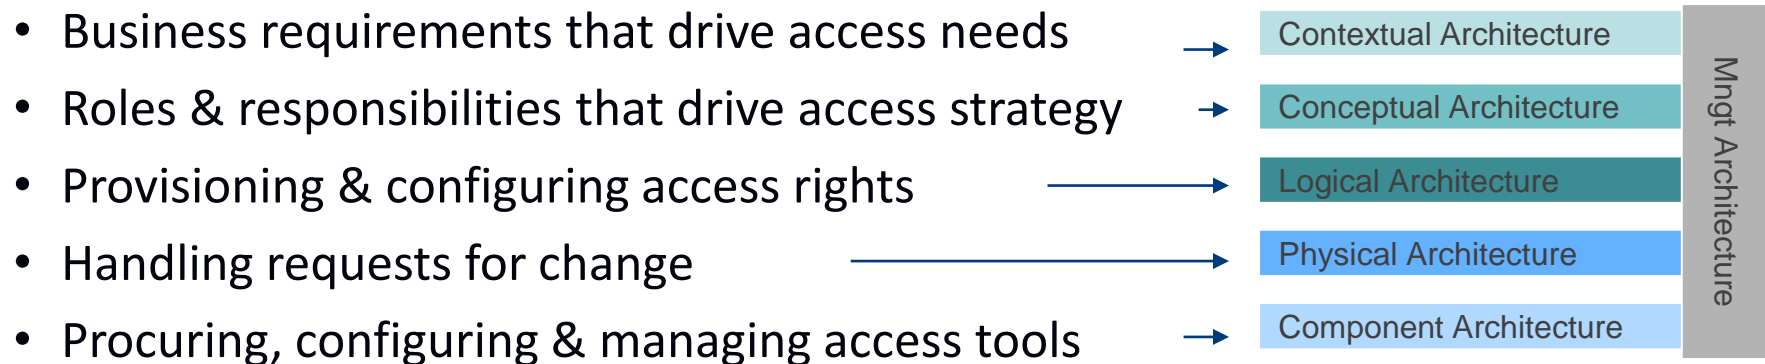 • Business requirements that drive access needs
Contextual Architecture
• Roles & responsibilities that drive access strategy
Conceptual Architecture
• Provisioning & configuring access rights
Logical Architecture
• Handling requests for change
Physical Architecture
• Procuring, configuring & managing access tools
Component Architecture
Mngt Architecture